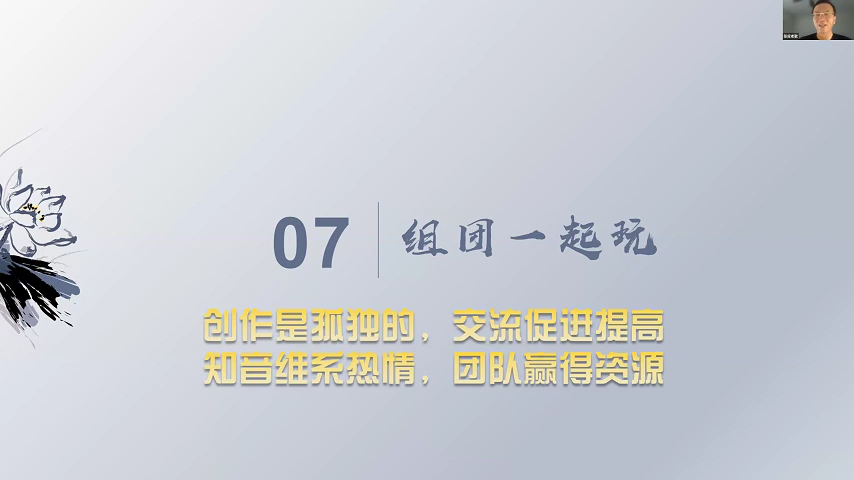 07
组团一起玩
创作是孤独的，交流促进提高
知音维系热情，团队赢得资源